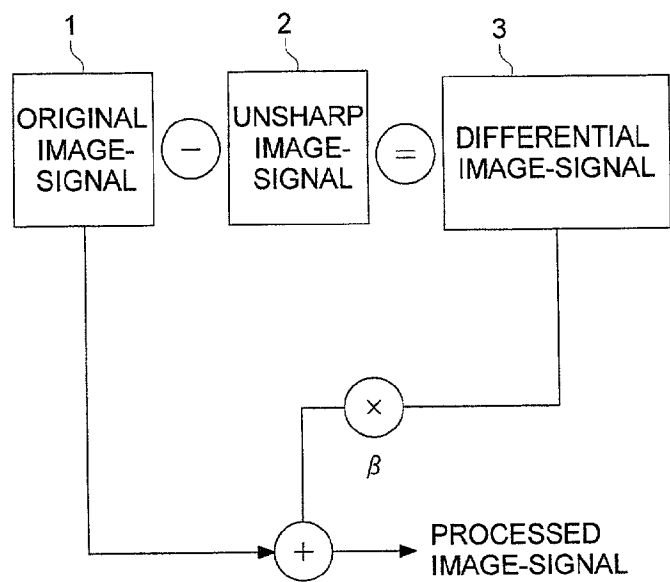 1
2
3
ORIGINAL
IMAGE-
SIGNAL
−
UNSHARP
IMAGE-
SIGNAL
=
DIFFERENTIAL
IMAGE-SIGNAL
×
β
+
PROCESSED
IMAGE-SIGNAL